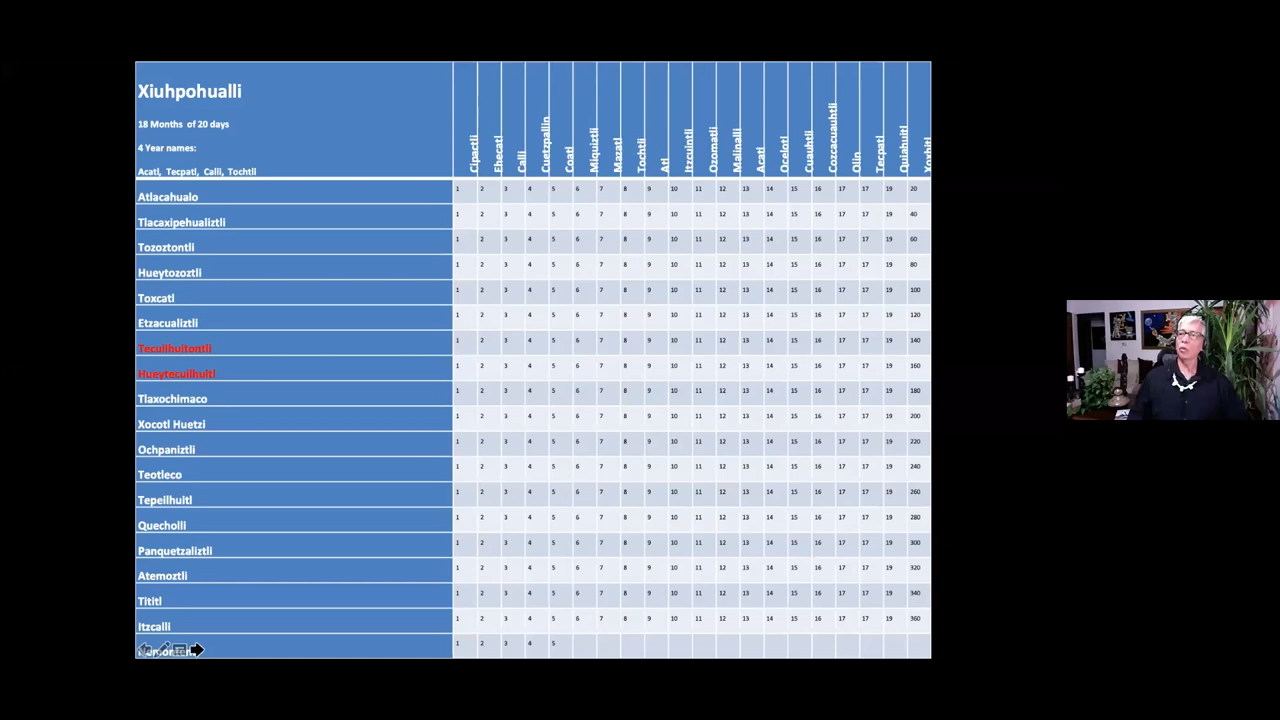 Xiuhpohualli
18 Months of 20 days
4 Year names:
Acatl, Tecpatl, Calli, Tochtli
Cipactli
Ehecatl
Calli
Cuetzpallin
Coatl
Miquiztli
Mazatl
Tochtli
Atl
Itzcuintli
Ozomatli
Malinalli
Acatl
Ocelotl
Cuauhtli
Cozcacuauhtli
Olin
Tecpatl
Quiahuitl
Atlacahualo 1 2 3 4 5 6 7 8 9 10 11 12 13 14 15 16 17 17 19 20
Tlacaxipehualiztli 1 2 3 4 5 6 7 8 9 10 11 12 13 14 15 16 17 17 19 40
Tozoztontli 1 2 3 4 5 6 7 8 9 10 11 12 13 14 15 16 17 17 19 60
Hueytozoztli 1 2 3 4 5 6 7 8 9 10 11 12 13 14 15 16 17 17 19 80
Toxcatl 1 2 3 4 5 6 7 8 9 10 11 12 13 14 15 16 17 17 19 100
Etzacualiztli 1 2 3 4 5 6 7 8 9 10 11 12 13 14 15 16 17 17 19 120
Tecuilhuitontli 1 2 3 4 5 6 7 8 9 10 11 12 13 14 15 16 17 17 19 140
Hueytecuilhuitl 1 2 3 4 5 6 7 8 9 10 11 12 13 14 15 16 17 17 19 160
Tlaxochimaco 1 2 3 4 5 6 7 8 9 10 11 12 13 14 15 16 17 17 19 180
Xocotl Huetzi 1 2 3 4 5 6 7 8 9 10 11 12 13 14 15 16 17 17 19 200
Ochpaniztli 1 2 3 4 5 6 7 8 9 10 11 12 13 14 15 16 17 17 19 220
Teotleco 1 2 3 4 5 6 7 8 9 10 11 12 13 14 15 16 17 17 19 240
Tepeilhuitl 1 2 3 4 5 6 7 8 9 10 11 12 13 14 15 16 17 17 19 260
Quecholli 1 2 3 4 5 6 7 8 9 10 11 12 13 14 15 16 17 17 19 280
Panquetzaliztli 1 2 3 4 5 6 7 8 9 10 11 12 13 14 15 16 17 17 19 300
Atemoztli 1 2 3 4 5 6 7 8 9 10 11 12 13 14 15 16 17 17 19 320
Tititl 1 2 3 4 5 6 7 8 9 10 11 12 13 14 15 16 17 17 19 340
Itzcalli 1 2 3 4 5 6 7 8 9 10 11 12 13 14 15 16 17 17 19 360
1 2 3 4 5